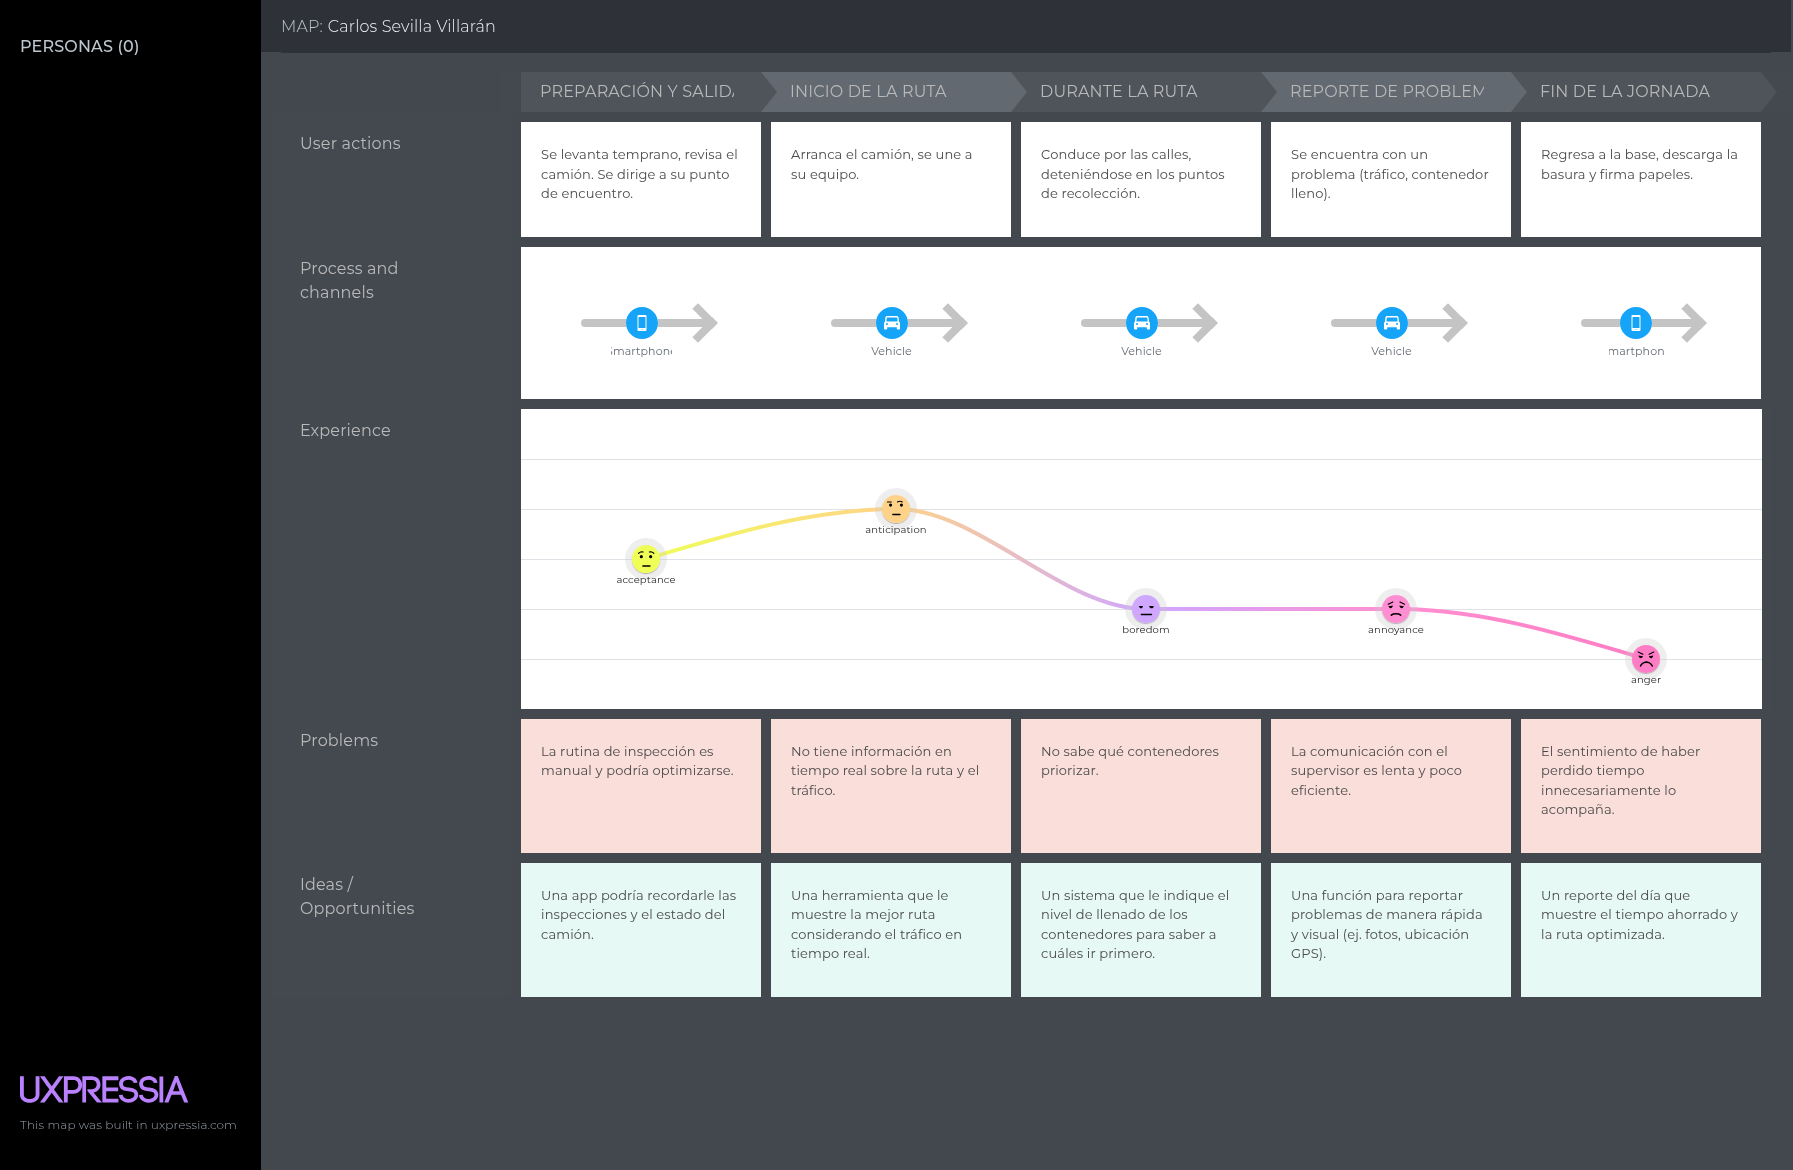 PERSONAS (0)
MAP: Carlos Sevilla Villarán
PREPARACIÓN Y SALIDA
INICIO DE LA RUTA
DURANTE LA RUTA
REPORTE DE PROBLEM
FIN DE LA JORNADA
User actions
Se levanta temprano, revisa el
camión. Se dirige a su punto
de encuentro.
Arranca el camión, se une a
su equipo.
Conduce por las calles,
deteniéndose en los puntos
de recolección.
Se encuentra con un
problema (tráfico, contenedor
lleno).
Regresa a la base, descarga la
basura y firma papeles.
Process and
channels
Smartphone
Vehicle
Vehicle
Vehicle
martphon
Experience
acceptance
anticipation
boredom
annoyance
anger
Problems
La rutina de inspección es
manual y podría optimizarse.
No tiene información en
tiempo real sobre la ruta y el
tráfico.
No sabe qué contenedores
priorizar.
La comunicación con el
supervisor es lenta y poco
eficiente.
El sentimiento de haber
perdido tiempo
innecesariamente lo
acompaña.
Ideas /
Opportunities
Una app podría recordarle las
inspecciones y el estado del
camión.
Una herramienta que le
muestre la mejor ruta
considerando el tráfico en
tiempo real.
Un sistema que le indique el
nivel de llenado de los
contenedores para saber a
cuáles ir primero.
Una función para reportar
problemas de manera rápida
y visual (ej. fotos, ubicación
GPS).
Un reporte del día que
muestre el tiempo ahorrado y
la ruta optimizada.
UXPRESSIA
This map was built in uxpressia.com